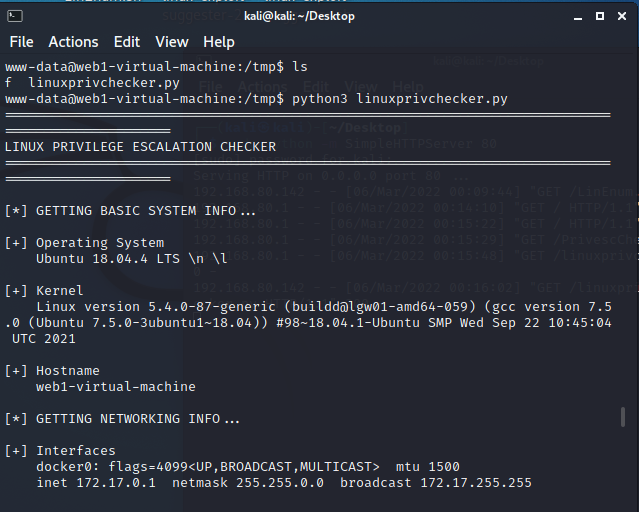 kali@kali: ~/Desktop
File Actions Edit View Help
www-data@web1-virtual-machine:/tmp$ ls
f linuxprivchecker.py
www-data@web1-virtual-machine:/tmp$ python3 linuxprivchecker.py
=================================================================================
======================
LINUX PRIVILEGE ESCALATION CHECKER
=================================================================================
======================
[*] GETTING BASIC SYSTEM INFO...
[+] Operating System
Ubuntu 18.04.4 LTS \n \l
[+] Kernel
Linux version 5.4.0-87-generic (buildd@lgw01-amd64-059) (gcc version 7.5
.0 (Ubuntu 7.5.0-3ubuntu1~18.04)) #98~18.04.1-Ubuntu SMP Wed Sep 22 10:45:04
UTC 2021
[+] Hostname
web1-virtual-machine
[*] GETTING NETWORKING INFO...
[+] Interfaces
docker0: flags=4099<UP,BROADCAST,MULTICAST> mtu 1500
inet 172.17.0.1 netmask 255.255.0.0 broadcast 172.17.255.255